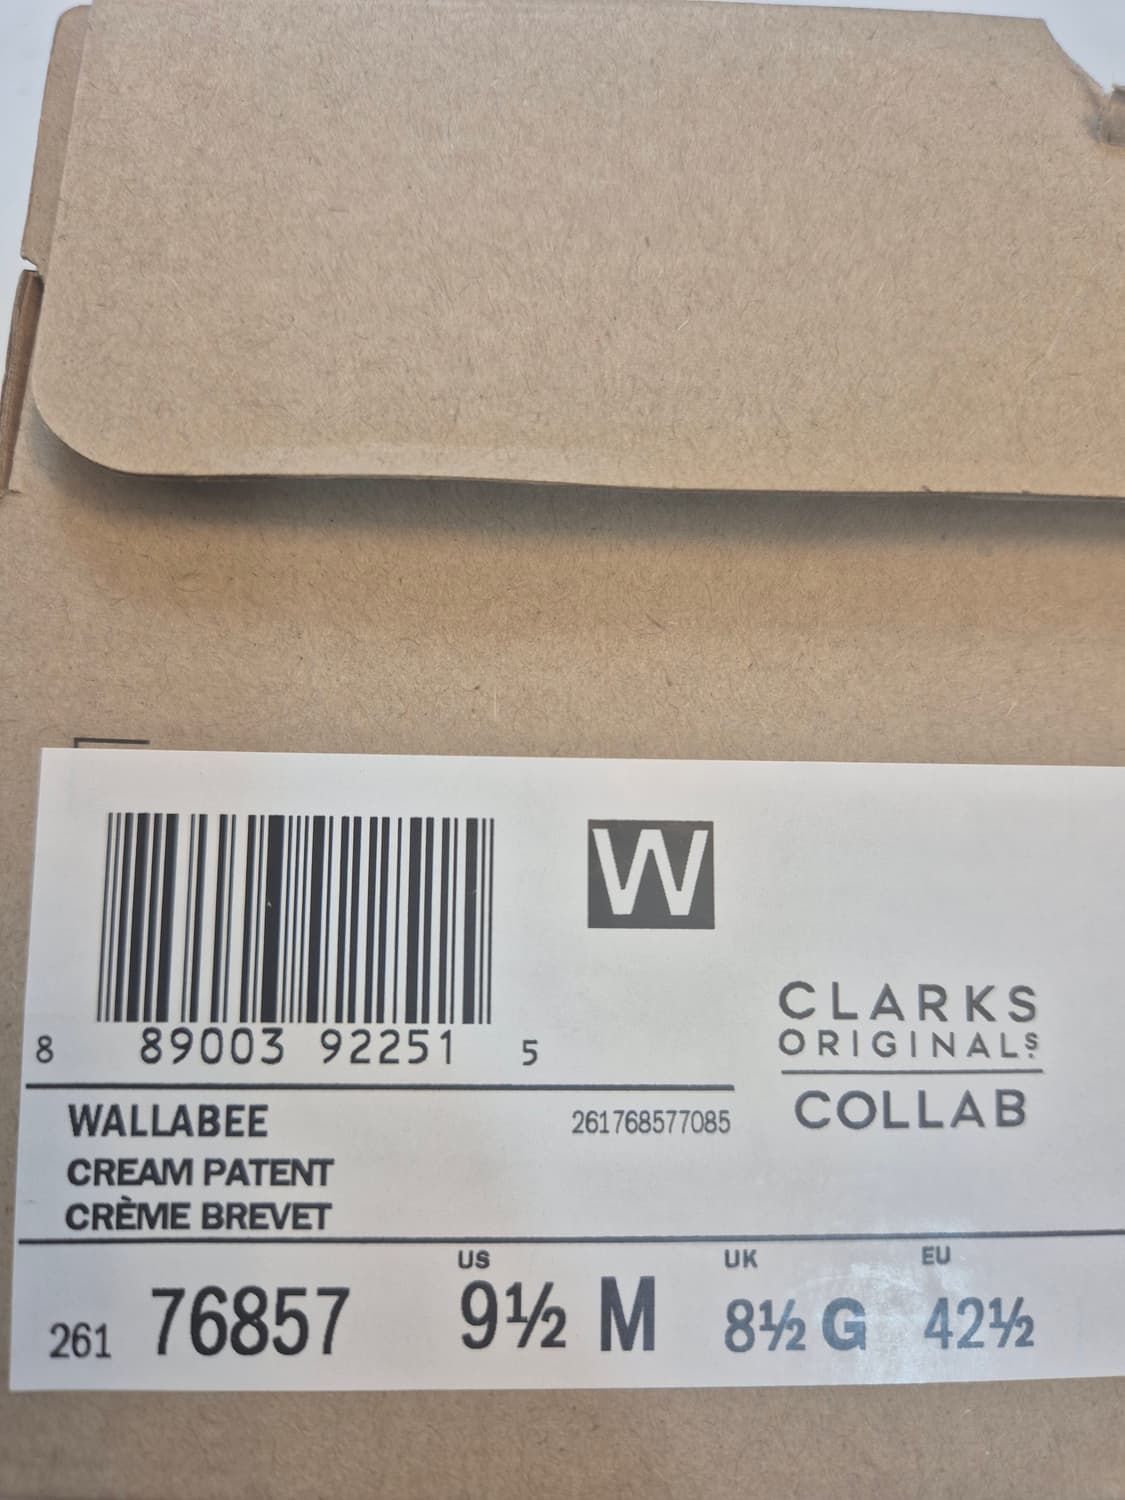 W
8 89003 92251 5
CLARKS
ORIGINALS
COLLAB
WALLABEE
261768577085
CREAM PATENT
CRÈME BREVET
US
UK
EU
261 76857 9½ M 8½ G 42½